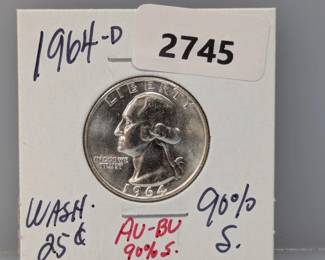 1964-D
2745
LIBERTY
IN GOD WE TRUST
1964
WASH.
25¢
AU-BU
90% S.
90%
S.